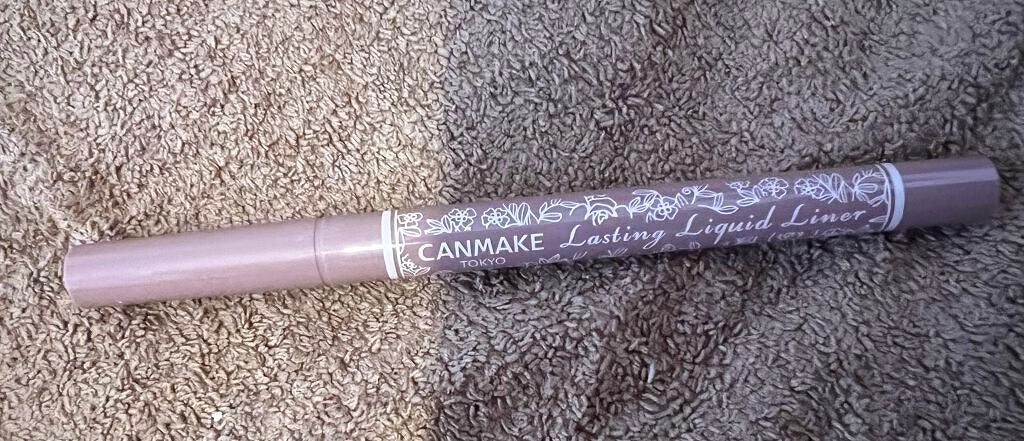 CANMAKE
TOKYO
Lasting Liquid Liner